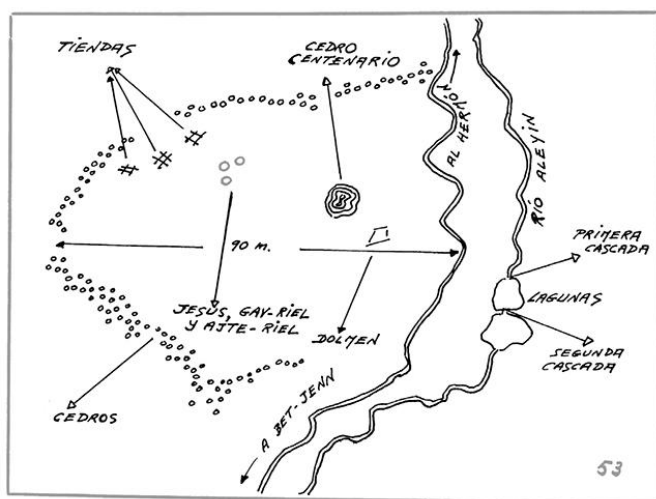 TIENDAS
CEDRO
CENTENARIO
AL HERMÓN
RÍO ALEYIN
90 m.
PRIMERA
CASCADA
LAGUNAS
JESÚS, GAY-RIEL
Y AJTE-RIEL
DOLMEN
SEGUNDA
CASCADA
CEDROS
A BET-JENN
53